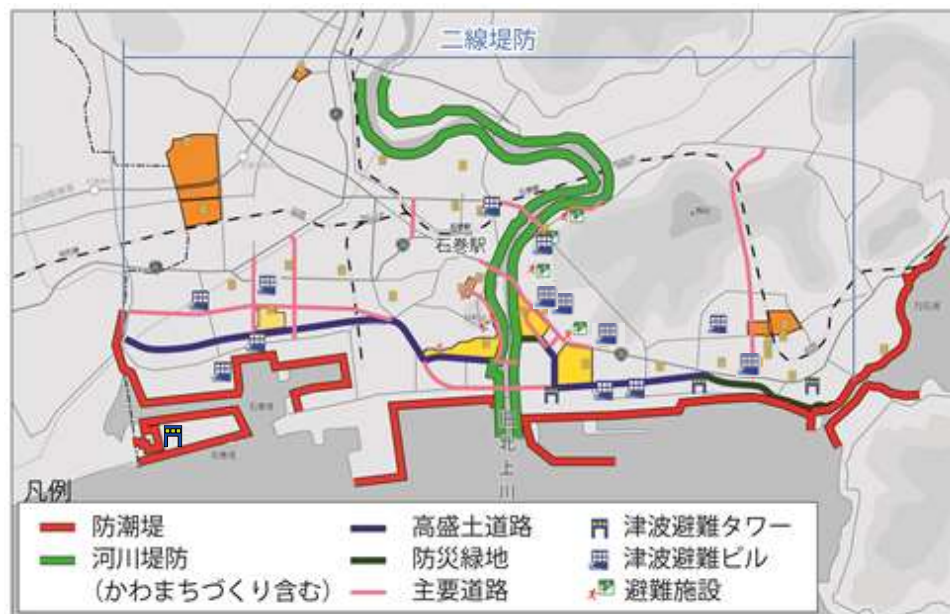 二線堤防
石巻駅
旧北上川
凡例
防潮堤
高盛土道路
津波避難タワー
河川堤防
防災緑地
津波避難ビル
(かわまちづくり含む)
主要道路
避難施設